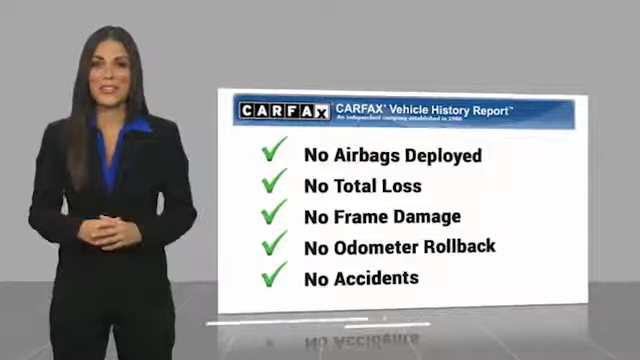 CARFAX CARFAX Vehicle History Report™
An independent company established in 1986
No Airbags Deployed
No Total Loss
No Frame Damage
No Odometer Rollback
No Accidents